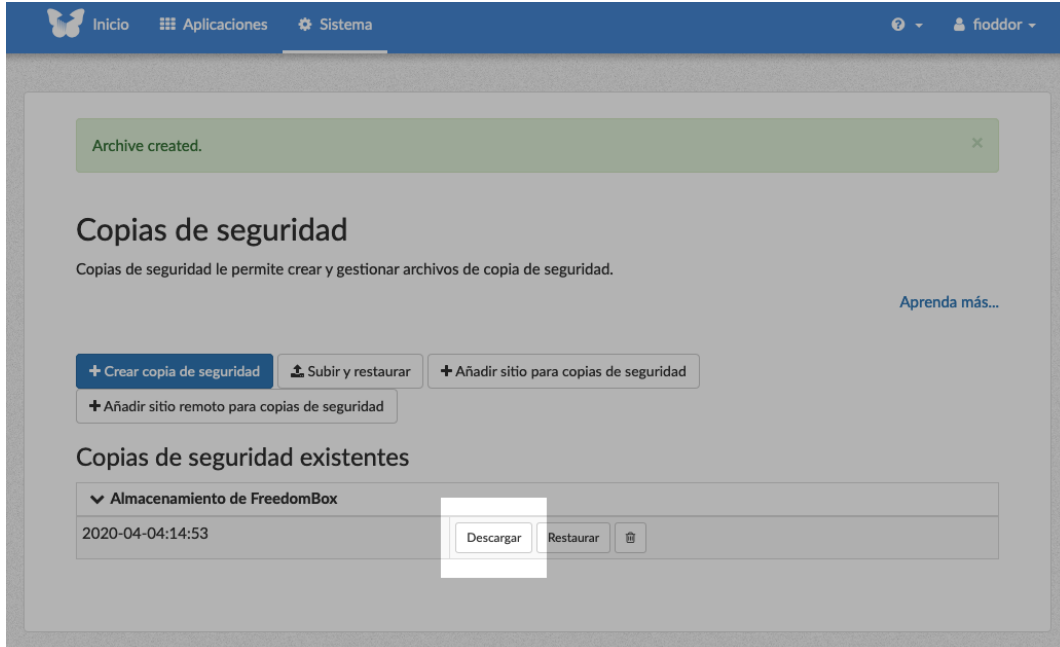 Inicio Aplicaciones Sistema fioddor
Archive created.
Copias de seguridad
Copias de seguridad le permite crear y gestionar archivos de copia de seguridad.
Aprenda más...
+ Crear copia de seguridad Subir y restaurar + Añadir sitio para copias de seguridad
+ Añadir sitio remoto para copias de seguridad
Copias de seguridad existentes
Almacenamiento de FreedomBox
2020-04-04:14:53 Descargar Restaurar